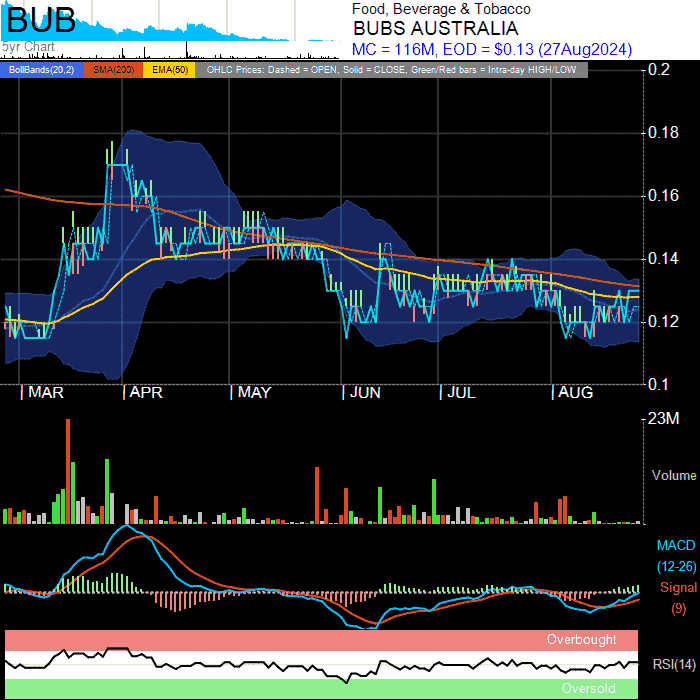 BUB
5yr Chart
Food, Beverage & Tobacco
BUBS AUSTRALIA
MC = 116M, EOD = $0.13 (27Aug2024)
BollBands(20,2) SMA(200) EMA(50) OHLC Prices: Dashed = OPEN, Solid = CLOSE, Green/Red bars = Intra-day HIGH/LOW
0.2
0.18
0.16
0.14
0.12
0.1
| MAR | APR | MAY | JUN | JUL | AUG
23M
Volume
MACD
(12-26)
Signal
(9)
Overbought
RSI(14)
Oversold